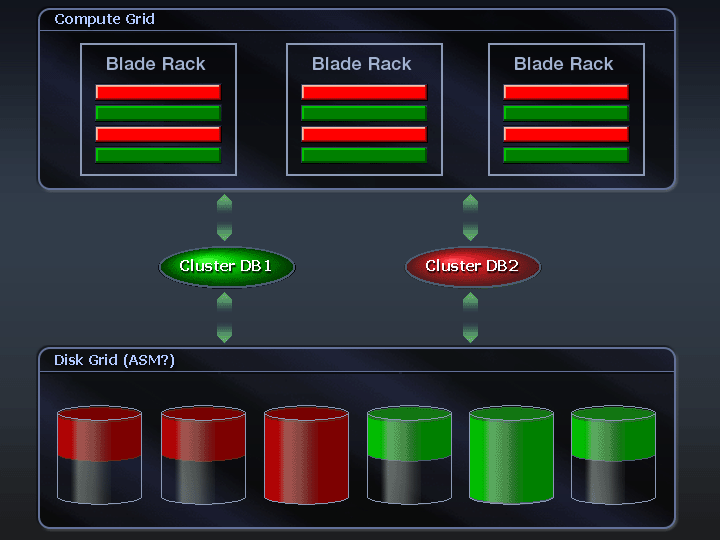 Compute Grid
Blade Rack
Blade Rack
Blade Rack
Cluster DB1
Cluster DB2
Disk Grid (ASM?)